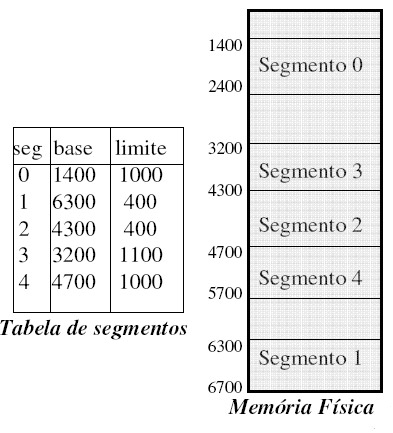 seg base limite
0 1400 1000
1 6300 400
2 4300 400
3 3200 1100
4 4700 1000
Tabela de segmentos
1400
Segmento 0
2400
3200
Segmento 3
4300
Segmento 2
4700
Segmento 4
5700
6300
Segmento 1
6700
Memória Física